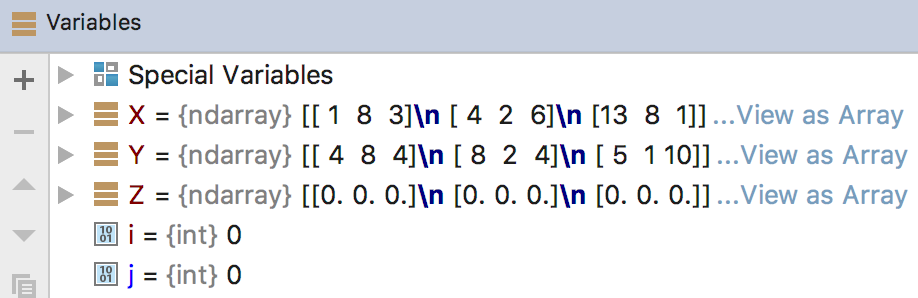 Variables
Special Variables
X = {ndarray} [[ 1 8 3]\n [ 4 2 6]\n [13 8 1]] ...View as Array
Y = {ndarray} [[ 4 8 4]\n [ 8 2 4]\n [ 5 1 10]] ...View as Array
Z = {ndarray} [[0. 0. 0.]\n [0. 0. 0.]\n [0. 0. 0.]] ...View as Array
i = {int} 0
j = {int} 0